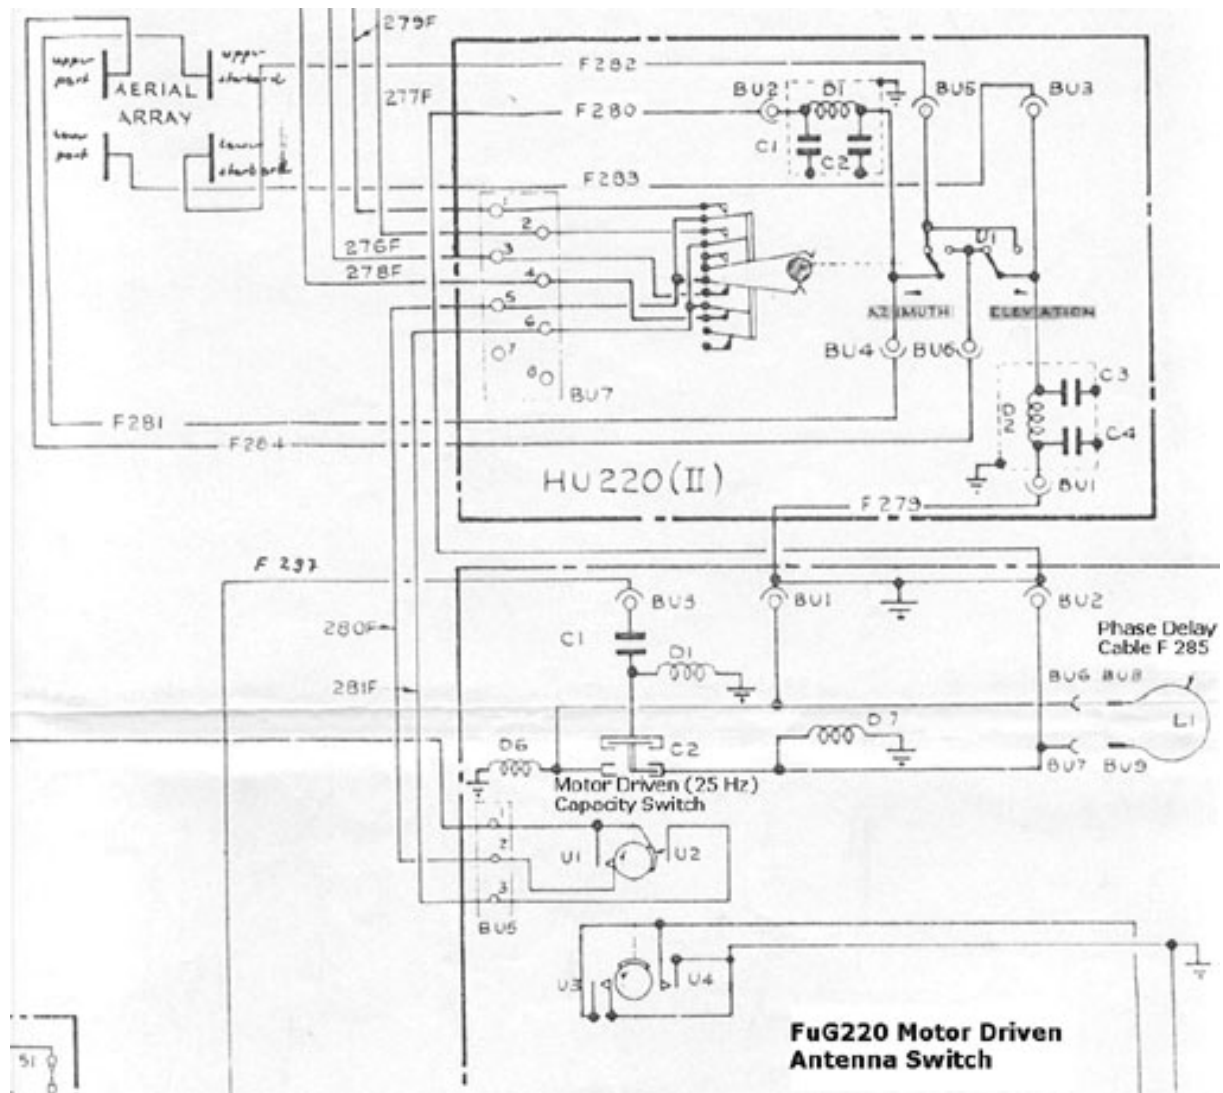 279F
F282
upper
port
upper
starboard
AERIAL
ARRAY
277F
F280
BU2
D1
BU5
BU3
C1
C2
low
port
lower
starboard
F283
1
2
276F
3
U1
278F
4
5
AZIMUTH
ELEVATION
6
BU4
BU6
7
8
BU7
C3
D2
F281
F284
C4
HU220(II)
BU1
F279
F 297
BU3
BU1
BU2
280F
C1
D1
Phase Delay
Cable F 285
281F
BU6
BU8
L1
D7
D6
C2
BU7
BU9
Motor Driven (25 Hz)
Capacity Switch
1
2
U1
U2
3
BU5
U3
U4
FuG220 Motor Driven
Antenna Switch
S1